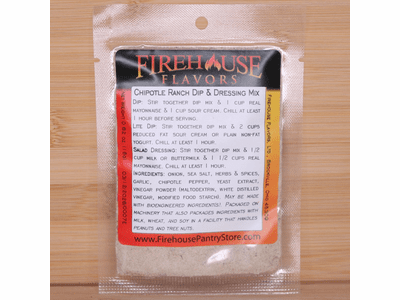 FIREHOUSE
FLAVORS
Chipotle Ranch Dip & Dressing Mix
Dip: Stir together dip mix & 1 cup real
mayonnaise & 1 cup sour cream. Chill at least
1 hour before serving.
Lite Dip: Stir together dip mix & 2 cups
reduced fat sour cream or plain nonfat
yogurt. Chill at least 1 hour.
Salad Dressing: Stir together dip mix & 1 1/2
cup milk or buttermilk & 1 1/2 cups real
mayonnaise. Chill at least 1 hour.
Ingredients: onion, sea salt, herbs & spices,
garlic, chipotle pepper, yeast extract,
vinegar powder (maltodextrin, white distilled
vinegar, modified food starch). May be made
with bioengineered ingredient(s). Packaged on
machinery that also packages ingredients with
milk, wheat, and soy in a facility that handles
peanuts and tree nuts.
www.FirehousePantryStore.com
Firehouse Flavors